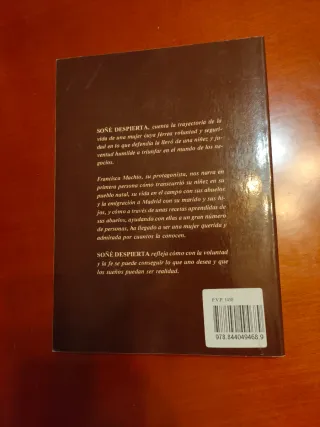 SOÑÉ DESPIERTA, cuenta la trayectoria de la
vida de una mujer cuya férrea voluntad y seguri-
dad en lo que defendía la llevó de una niñez y ju-
ventud humilde a triunfar en el mundo de los ne-
gocios.
Francisca Muchio, su protagonista, nos narra en
primera persona cómo transcurrió su niñez en su
pueblo natal, su vida en el campo con sus abuelos
y la emigración a Madrid con su marido y sus hi-
jos, y cómo a través de unas recetas aprendidas de
sus abuelos, ayudando con ellas a un gran número
de personas, ha llegado a ser una mujer querida y
admirada por cuantos la conocen.
SOÑÉ DESPIERTA refleja cómo con la voluntad
y la fe se puede conseguir lo que uno desea y que
los sueños puedan ser realidad.
P.V.P.
9 788440 494689